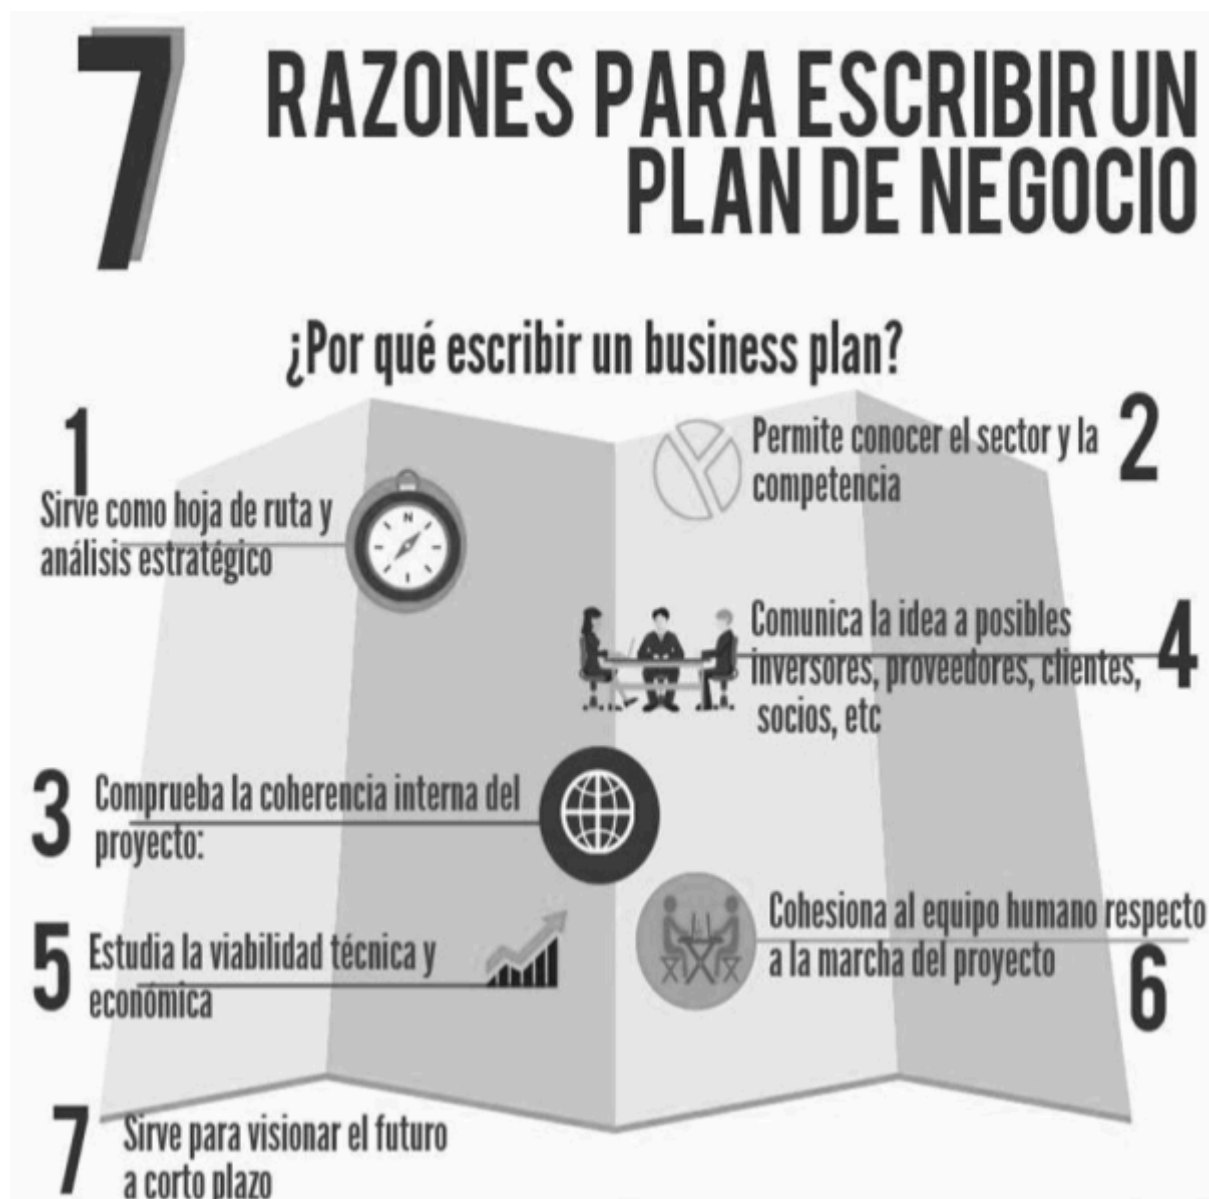 7
RAZONES PARA ESCRIBIR UN
PLAN DE NEGOCIO
¿Por qué escribir un business plan?
1
Sirve como hoja de ruta y
análisis estratégico
N
2
Permite conocer el sector y la
competencia
3
Comprueba la coherencia interna del
proyecto:
4
Comunica la idea a posibles
inversores, proveedores, clientes,
socios, etc
5
Estudia la viabilidad técnica y
económica
6
Cohesiona al equipo humano respecto
a la marcha del proyecto
7
Sirve para visionar el futuro
a corto plazo